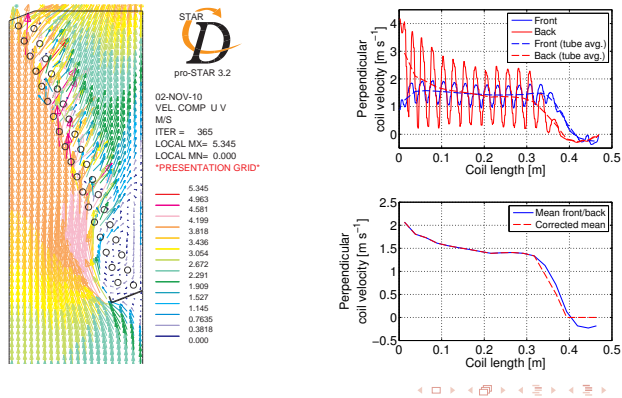 STAR
D
pro-STAR 3.2
02-NOV-10
VEL. COMP U V
M/S
ITER = 365
LOCAL MX= 5.345
LOCAL MN= 0.000
*PRESENTATION GRID*
5.345
4.963
4.581
4.199
3.818
3.436
3.054
2.672
2.291
1.909
1.527
1.145
0.7635
0.3818
0.000
Perpendicular
coil velocity [m s⁻¹]
4
3
2
1
0
Front
Back
Front (tube avg.)
Back (tube avg.)
0 0.1 0.2 0.3 0.4 0.5
Coil length [m]
Perpendicular
coil velocity [m s⁻¹]
2.5
2
1.5
1
0.5
0
−0.5
Mean front/back
Corrected mean
0 0.1 0.2 0.3 0.4 0.5
Coil length [m]